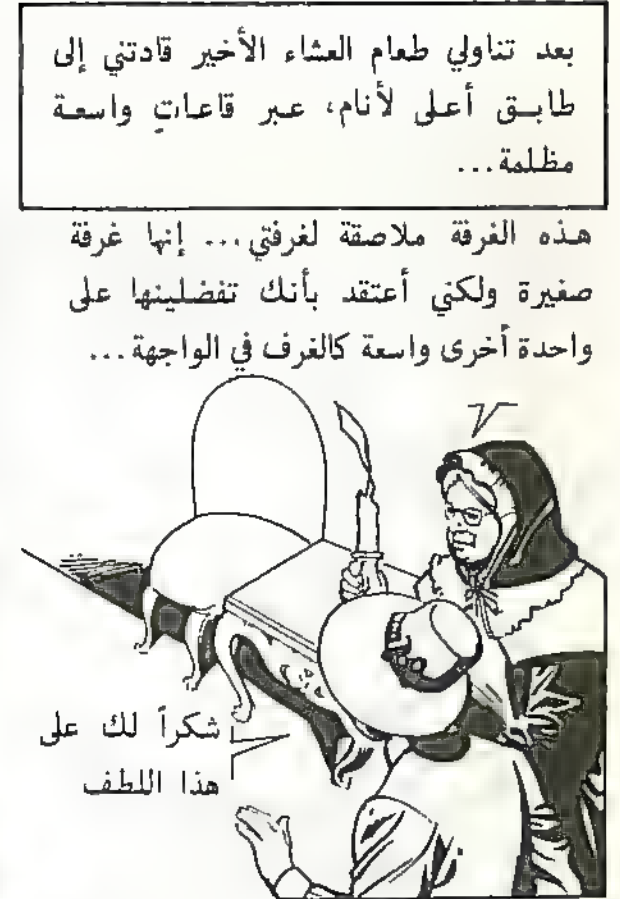 بعد تناولي طعام العشاء الأخير قادتني إلى
طابق أعلى لأنام، عبر قاعاتٍ واسعة
مظلمة...
هذه الغرفة ملاصقة لغرفتي... إنها غرفة
صغيرة ولكني أعتقد بأنك تفضلينها على
واحدة أخرى واسعة كالغرف في الواجهة...
شكراً لك على
هذا اللطف